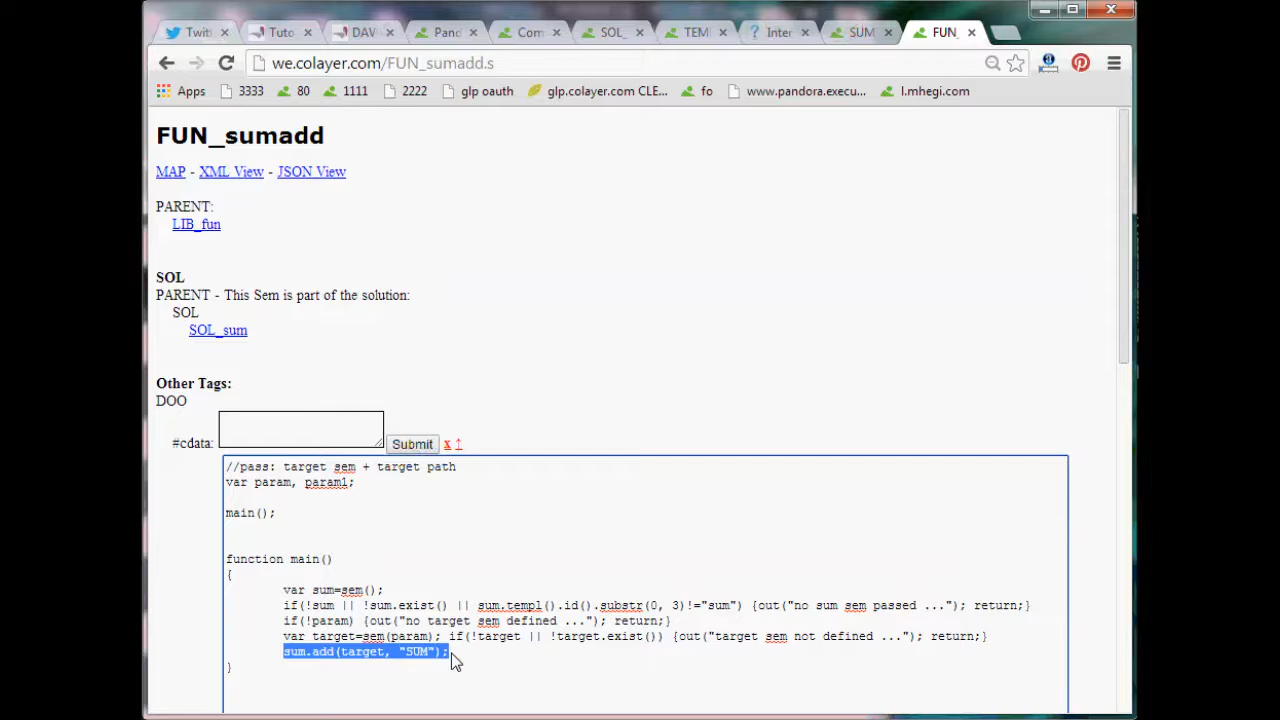 Twitt Tuto DAV Pand Com SOL_ TEMI Inter SUM FUN_
we.colayer.com/FUN_sumadd.s
Apps 3333 80 1111 2222 glp oauth glp.colayer.com CLE... fo www.pandora.execu... l.mhegi.com
FUN_sumadd
MAP - XML View - JSON View
PARENT:
LIB_fun
SOL
PARENT - This Sem is part of the solution:
SOL
SOL_sum
Other Tags:
DOO
#cdata: Submit x ↑
//pass: target sem + target path
var param, param1;
main();
function main()
{
var sum=sem();
if(!sum || !sum.exist() || sum.templ().id().substr(0, 3)!="sum") {out("no sum sem passed ..."); return;}
if(!param) {out("no target sem defined ..."); return;}
var target=sem(param); if(!target || !target.exist()) {out("target sem not defined ..."); return;}
sum.add(target, "SUM");
}